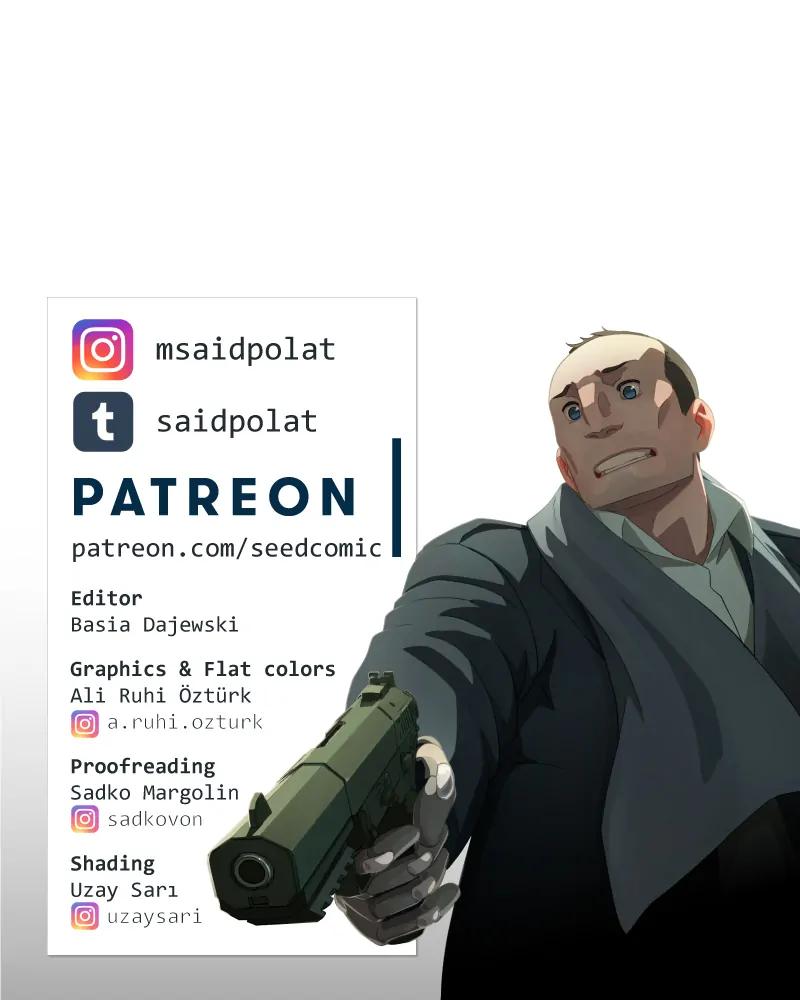 msaidpolat
saidpolat
PATREON
patreon.com/seedcomic
Editor
Basia Dajewski
Graphics & Flat colors
Ali Ruhi Öztürk
a.ruhi.ozturk
Proofreading
Sadko Margolin
sadkovon
Shading
Uzay Sarı
uzaysari